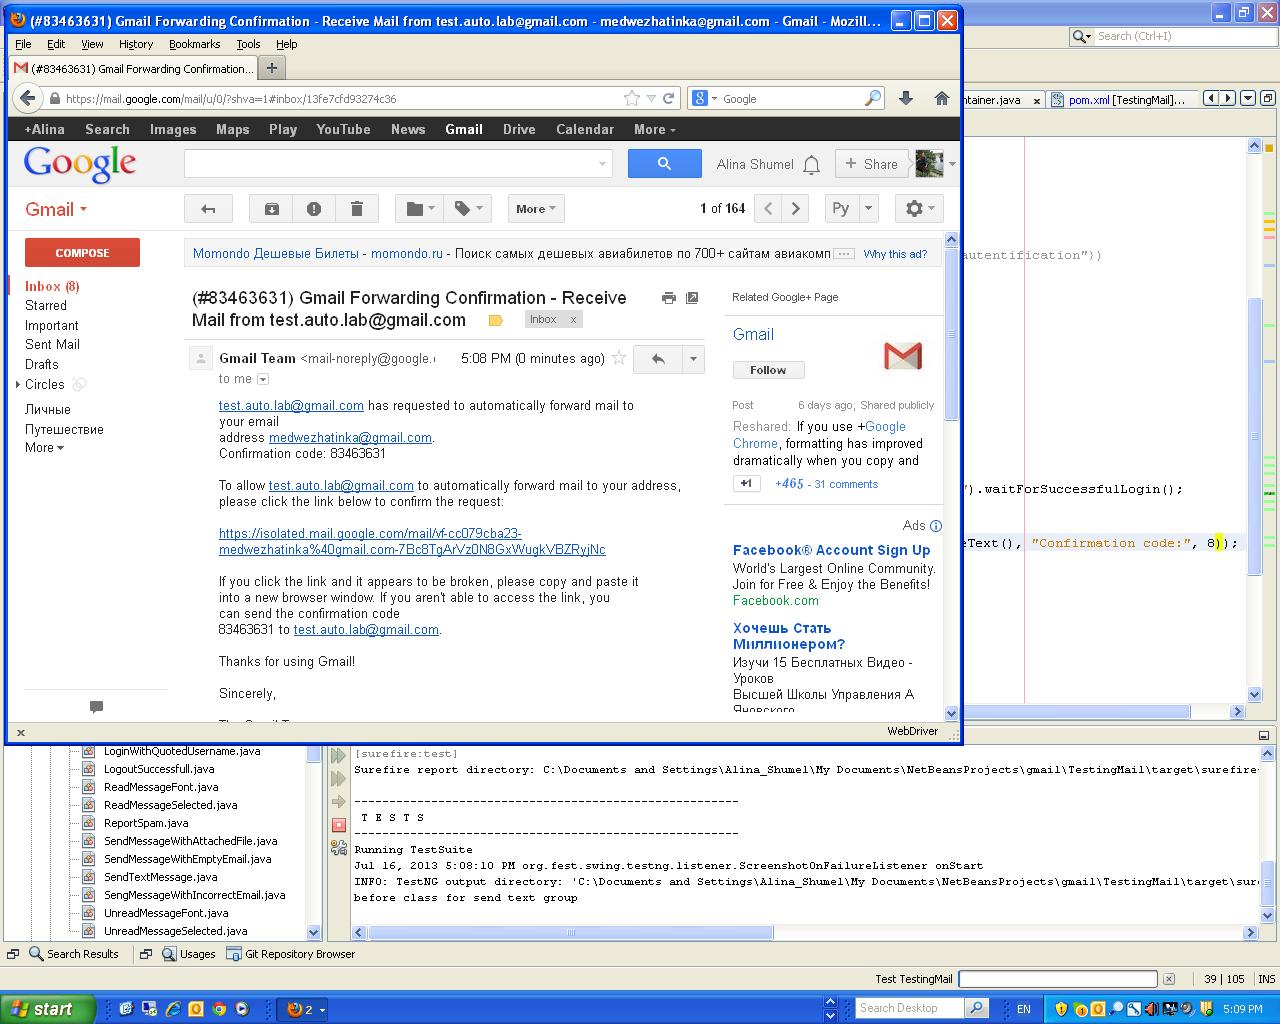 (#83463631) Gmail Forwarding Confirmation - Receive Mail from test.auto.lab@gmail.com - medwezhatinka@gmail.com - Gmail - Mozill...
File Edit View History Bookmarks Tools Help
(#83463631) Gmail Forwarding Confirmation... +
https://mail.google.com/mail/u/0/?shva=1#inbox/13fe7cfd93274c36
Google
Search (Ctrl+I)
ntainer.java x pom.xml [TestingMail]...
+Alina Search Images Maps Play YouTube News Gmail Drive Calendar More
Google
Alina Shumel
+ Share
Gmail
More
1 of 164
Ру
COMPOSE
Inbox (8)
Starred
Important
Sent Mail
Drafts
Circles
Личные
Путешествие
More
Momondo Дешевые Билеты - momondo.ru - Поиск самых дешевых авиабилетов по 700+ сайтам авиакомп ... Why this ad?
(#83463631) Gmail Forwarding Confirmation - Receive
Mail from test.auto.lab@gmail.com Inbox x
Gmail Team <mail-noreply@google.c 5:08 PM (0 minutes ago)
to me
test.auto.lab@gmail.com has requested to automatically forward mail to
your email
address medwezhatinka@gmail.com.
Confirmation code: 83463631
To allow test.auto.lab@gmail.com to automatically forward mail to your address,
please click the link below to confirm the request:
https://isolated.mail.google.com/mail/vf-cc079cba23-
medwezhatinka%40gmail.com-7Bc8TgArVz0N8GxWugkVBZRyjNc
If you click the link and it appears to be broken, please copy and paste it
into a new browser window. If you aren't able to access the link, you
can send the confirmation code
83463631 to test.auto.lab@gmail.com.
Thanks for using Gmail!
Sincerely,
Related Google+ Page
Gmail
Follow
Post 6 days ago, Shared publicly
Reshared: If you use +Google
Chrome, formatting has improved
dramatically when you copy and
+1 +465 - 31 comments
Ads
Facebook® Account Sign Up
World's Largest Online Community.
Join for Free & Enjoy the Benefits!
Facebook.com
Хочешь Стать
Миллионером?
Изучи 15 Бесплатных Видео -
Уроков
Высшей Школы Управления А
Яновского
x WebDriver
autentification"))
").waitForSuccessfulLogin();
eText(), "Confirmation code:", 8));
LoginWithQuotedUsername.java
LogoutSuccessfull.java
ReadMessageFont.java
ReadMessageSelected.java
ReportSpam.java
SendMessageWithAttachedFile.java
SendMessageWithEmptyEmail.java
SendTextMessage.java
SengMessageWithIncorrectEmail.java
UnreadMessageFont.java
UnreadMessageSelected.java
[surefire:test]
Surefire report directory: C:\Documents and Settings\Alina_Shumel\My Documents\NetBeansProjects\gmail\TestingMail\target\surefire-
-------------------------------------------------------
T E S T S
-------------------------------------------------------
Running TestSuite
Jul 16, 2013 5:08:10 PM org.fest.swing.testng.listener.ScreenshotOnFailureListener onStart
INFO: TestNG output directory: 'C:\Documents and Settings\Alina_Shumel\My Documents\NetBeansProjects\gmail\TestingMail\target\sure
before class for send text group
Search Results Usages Git Repository Browser
Test TestingMail 39 | 105 INS
start 2 Search Desktop EN 5:09 PM